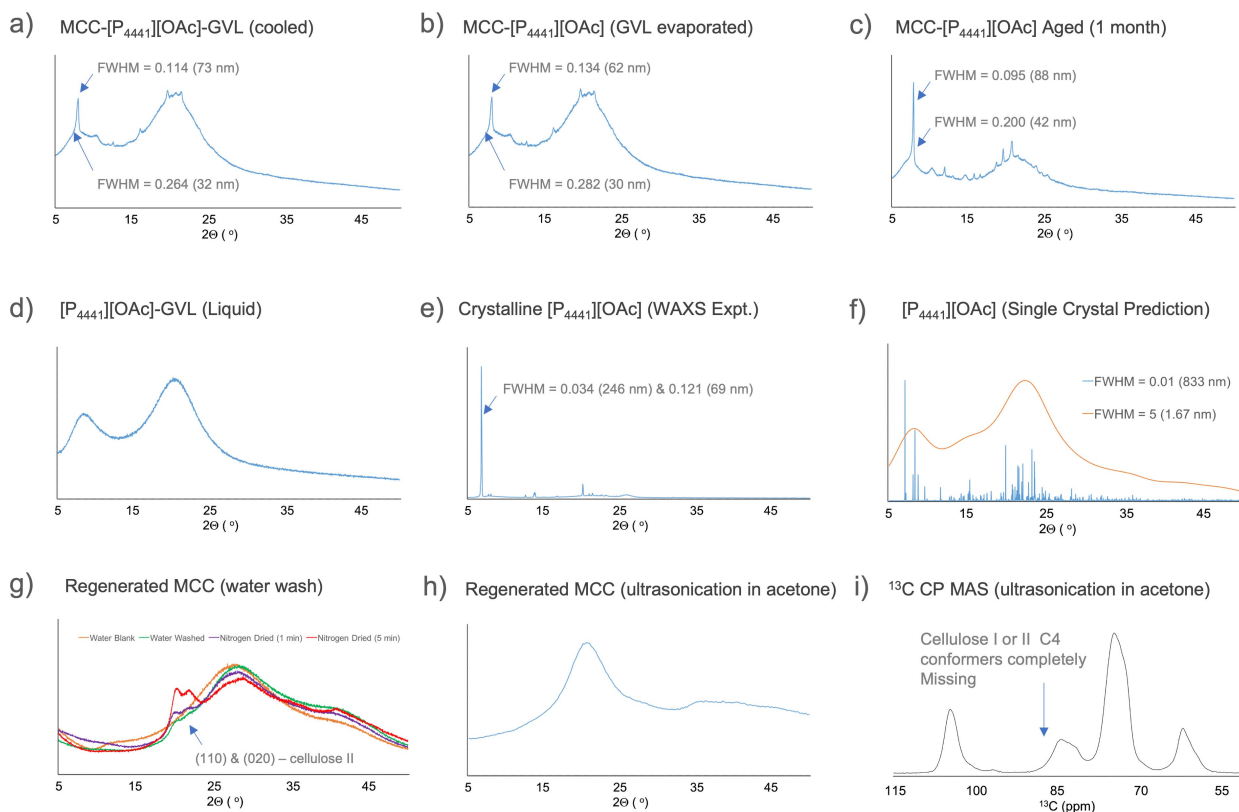 a) MCC-[P4441][OAc]-GVL (cooled)
FWHM = 0.114 (73 nm)
FWHM = 0.264 (32 nm)
5 15 25 35 45
2Θ ( o)
b) MCC-[P4441][OAc] (GVL evaporated)
FWHM = 0.134 (62 nm)
FWHM = 0.282 (30 nm)
5 15 25 35 45
2Θ ( o)
c) MCC-[P4441][OAc] Aged (1 month)
FWHM = 0.095 (88 nm)
FWHM = 0.200 (42 nm)
5 15 25 35 45
2Θ ( o)
d) [P4441][OAc]-GVL (Liquid)
5 15 25 35 45
2Θ ( o)
e) Crystalline [P4441][OAc] (WAXS Expt.)
FWHM = 0.034 (246 nm) & 0.121 (69 nm)
5 15 25 35 45
2Θ ( o)
f) [P4441][OAc] (Single Crystal Prediction)
FWHM = 0.01 (833 nm)
FWHM = 5 (1.67 nm)
5 15 25 35 45
2Θ ( o)
g) Regenerated MCC (water wash)
Water Blank Water Washed Nitrogen Dried (1 min) Nitrogen Dried (5 min)
(110) & (020) – cellulose II
5 15 25 35 45
2Θ ( o)
h) Regenerated MCC (ultrasonication in acetone)
5 15 25 35 45
2Θ ( o)
i) 13C CP MAS (ultrasonication in acetone)
Cellulose I or II C4
conformers completely
Missing
115 100 85 70 55
13C (ppm)